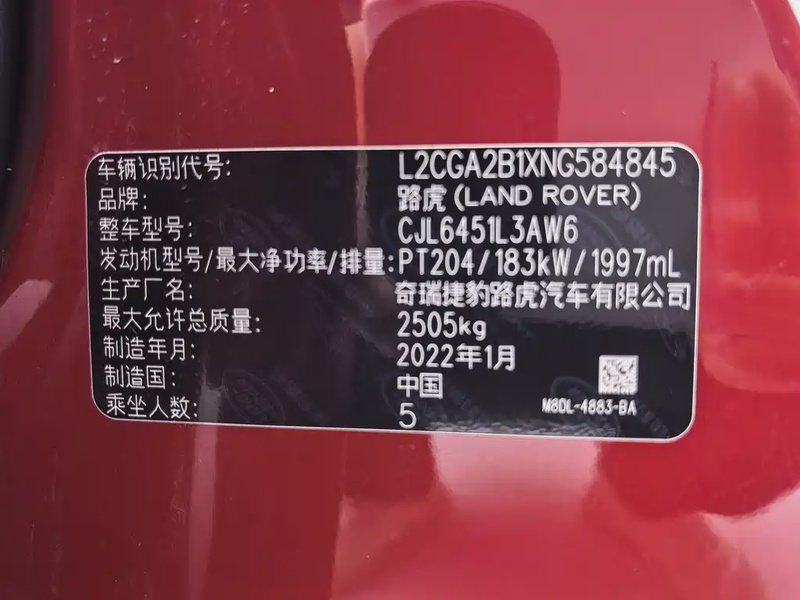 车辆识别代号: L2CGA2B1XNG584845
品牌: 路虎(LAND ROVER)
整车型号: CJL6451L3AW6
发动机型号/最大净功率/排量: PT204/183kW/1997mL
生产厂名: 奇瑞捷豹路虎汽车有限公司
最大允许总质量: 2505kg
制造年月: 2022年1月
制造国: 中国
乘坐人数: 5
M8DL-4883-BA